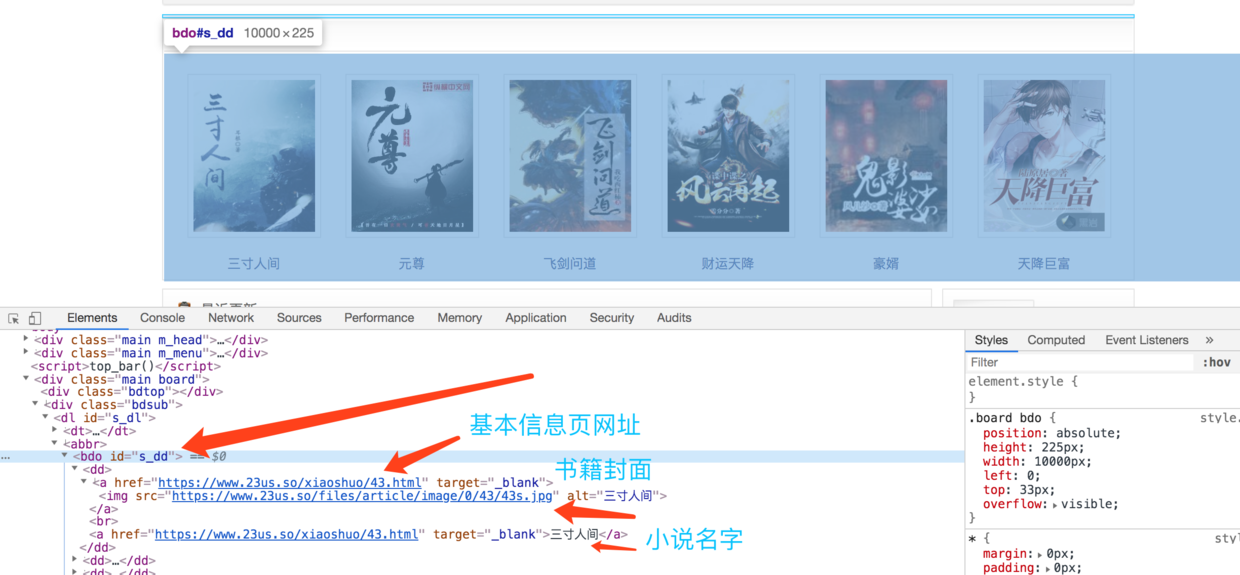 bdo#s_dd 10000×225
三寸人间
元尊
飞剑问道
风云再起
鬼影婆娑
天降巨富
三寸人间
元尊
飞剑问道
财运天降
豪婿
天降巨富
Elements Console Network Sources Performance Memory Application Security Audits
<div class="main m_head">…</div>
<div class="main m_menu">…</div>
<script>top_bar()</script>
<div class="main board">
<div class="bdtop"></div>
<div class="bdsub">
<dl id="s_dl">
<dt>…</dt>
<abbr>
… <bdo id="s_dd"> == $0
<dd>
<a href="https://www.23us.so/xiaoshuo/43.html" target="_blank">
<img src="https://www.23us.so/files/article/image/0/43/43s.jpg" alt="三寸人间">
</a>
<br>
<a href="https://www.23us.so/xiaoshuo/43.html" target="_blank">三寸人间</a>
</dd>
<dd>…</dd>
<dd>…</dd>
基本信息页网址
书籍封面
小说名字
Styles Computed Event Listeners »
Filter :hov
element.style {
}
.board bdo { style.
position: absolute;
height: 225px;
width: 10000px;
left: 0;
top: 33px;
overflow: visible;
}
* { sty
margin: 0px;
padding: 0px;